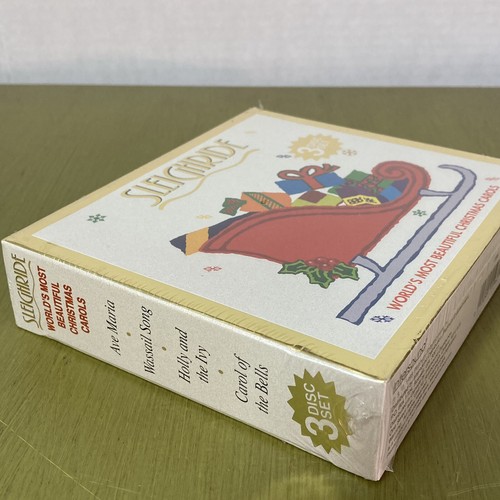 SLEIGHRIDE
3
WORLD'S MOST BEAUTIFUL CHRISTMAS CAROLS
SLEIGHRIDE
WORLD'S MOST
BEAUTIFUL
CHRISTMAS
CAROLS
Ave Maria
•
Wassail Song
•
Holly and
the Ivy
•
Carol of
the Bells
3 DISC
SET